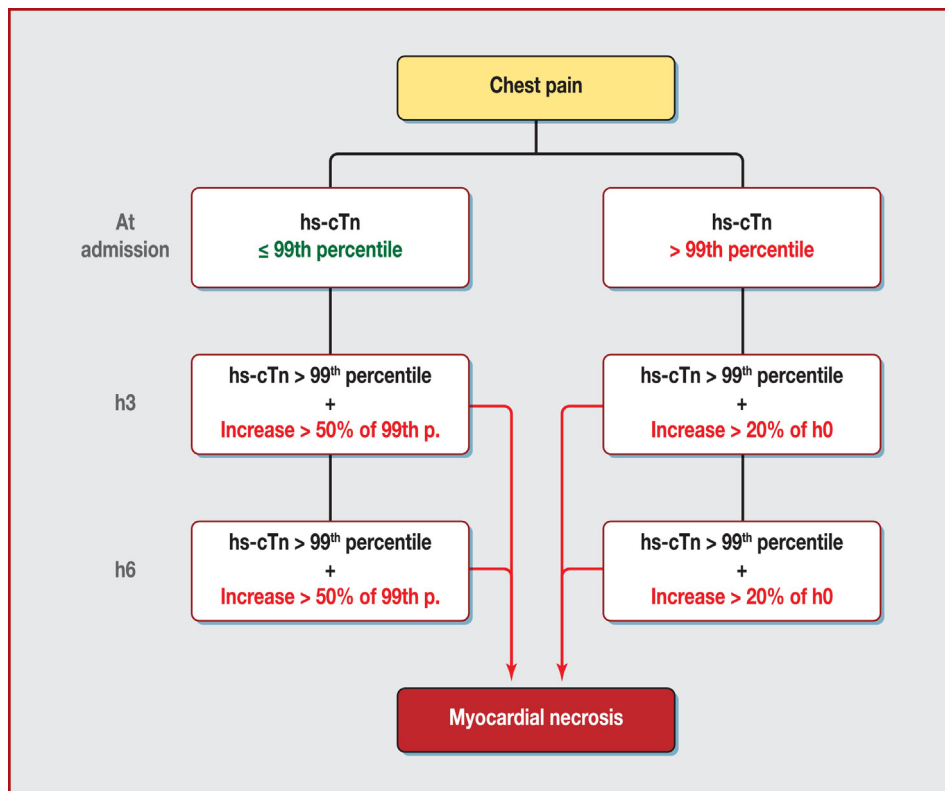 Chest pain
At
admission
hs-cTn
≤ 99th percentile
hs-cTn
> 99th percentile
h3
hs-cTn > 99th percentile
+
Increase > 50% of 99th p.
hs-cTn > 99th percentile
+
Increase > 20% of h0
h6
hs-cTn > 99th percentile
+
Increase > 50% of 99th p.
hs-cTn > 99th percentile
+
Increase > 20% of h0
Myocardial necrosis